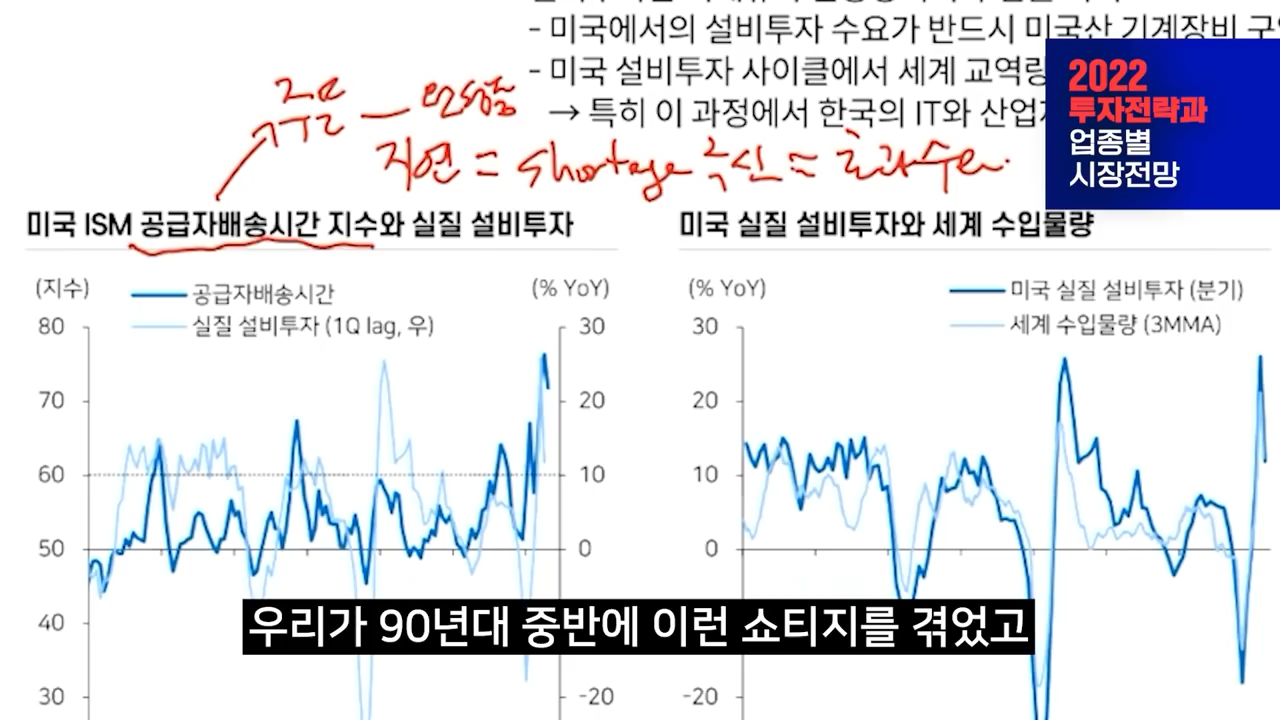 - 미국에서의 설비투자 수요가 반드시 미국산 기계장비
- 미국 설비투자 사이클에서 세계 교역량
→ 특히 이 과정에서 한국의 IT와
2022
투자전략과
업종별
시장전망
주문 —
지연 = shortage = 초과수요.
미국 ISM 공급자배송시간 지수와 실질 설비투자
(지수)
(% YoY)
공급자배송시간
실질 설비투자 (1Q lag, 우)
80
70
60
50
40
30
30
20
10
0
-20
미국 실질 설비투자와 세계 수입물량
(% YoY)
미국 실질 설비투자 (분기)
세계 수입물량 (3MMA)
30
20
10
0
-20
우리가 90년대 중반에 이런 쇼티지를 겪었고